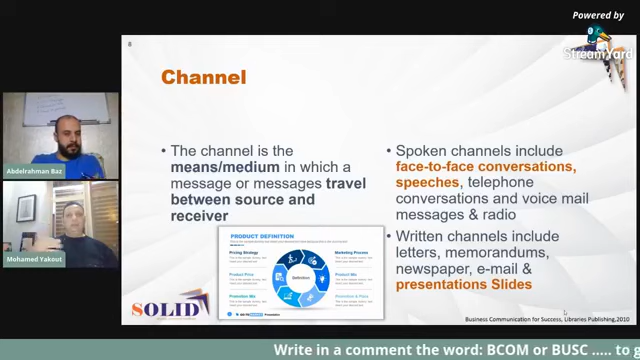 Powered by
StreamYard
8
Channel
• The channel is the
means/medium in which a
message or messages travel
between source and
receiver
• Spoken channels include
face-to-face conversations,
speeches, telephone
conversations and voice mail
messages & radio
• Written channels include
letters, memorandums,
newspaper, e-mail &
presentations Slides
PRODUCT DEFINITION
Pricing Strategy
Product Price
Promotion Mix
Marketing Process
Product Mix
Promotion & Place
SOLID
Business Communication for Success, Libraries Publishing,2010
Abdelrahman Baz
Mohamed Yakout
Write in a comment the word: BCOM or BUSC ..... to g